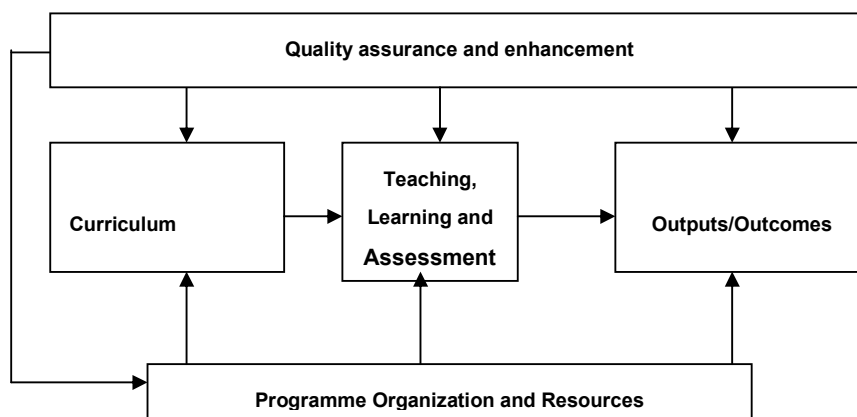 Quality assurance and enhancement
Teaching,
Learning and
Assessment
Curriculum
Outputs/Outcomes
Programme Organization and Resources